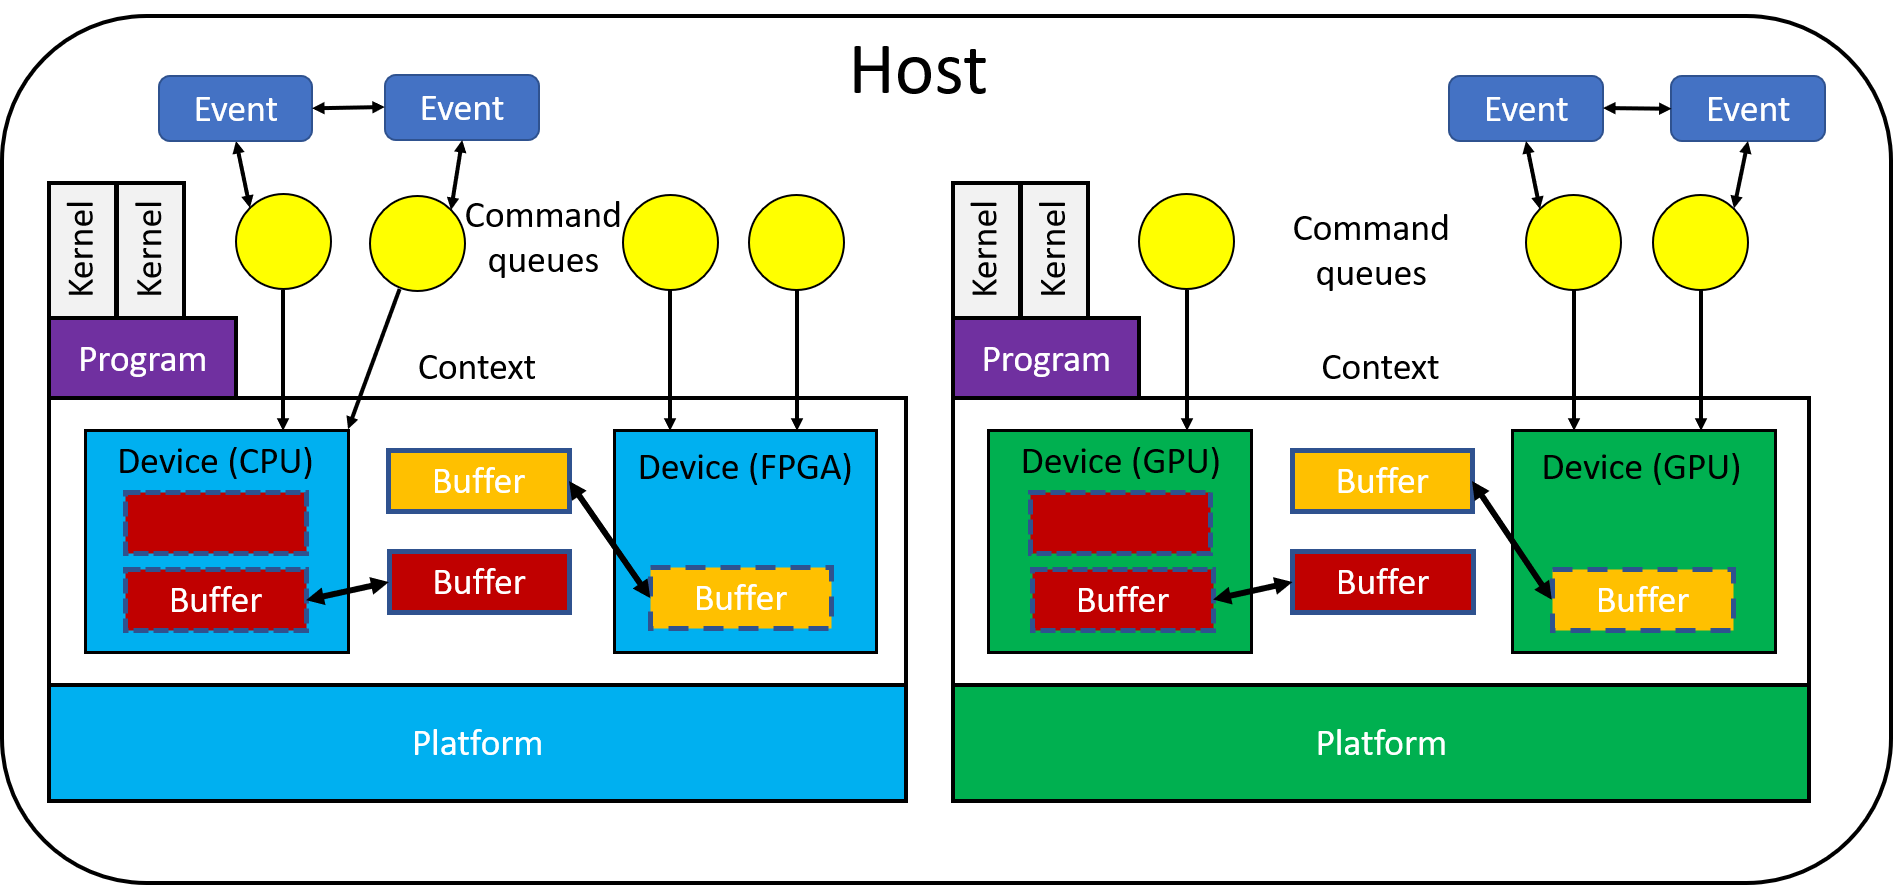 Host
Event
Event
Kernel
Kernel
Command
queues
Program
Context
Device (CPU)
Buffer
Buffer
Buffer
Device (FPGA)
Buffer
Platform
Event
Event
Kernel
Kernel
Command
queues
Program
Context
Device (GPU)
Buffer
Buffer
Buffer
Device (GPU)
Buffer
Platform